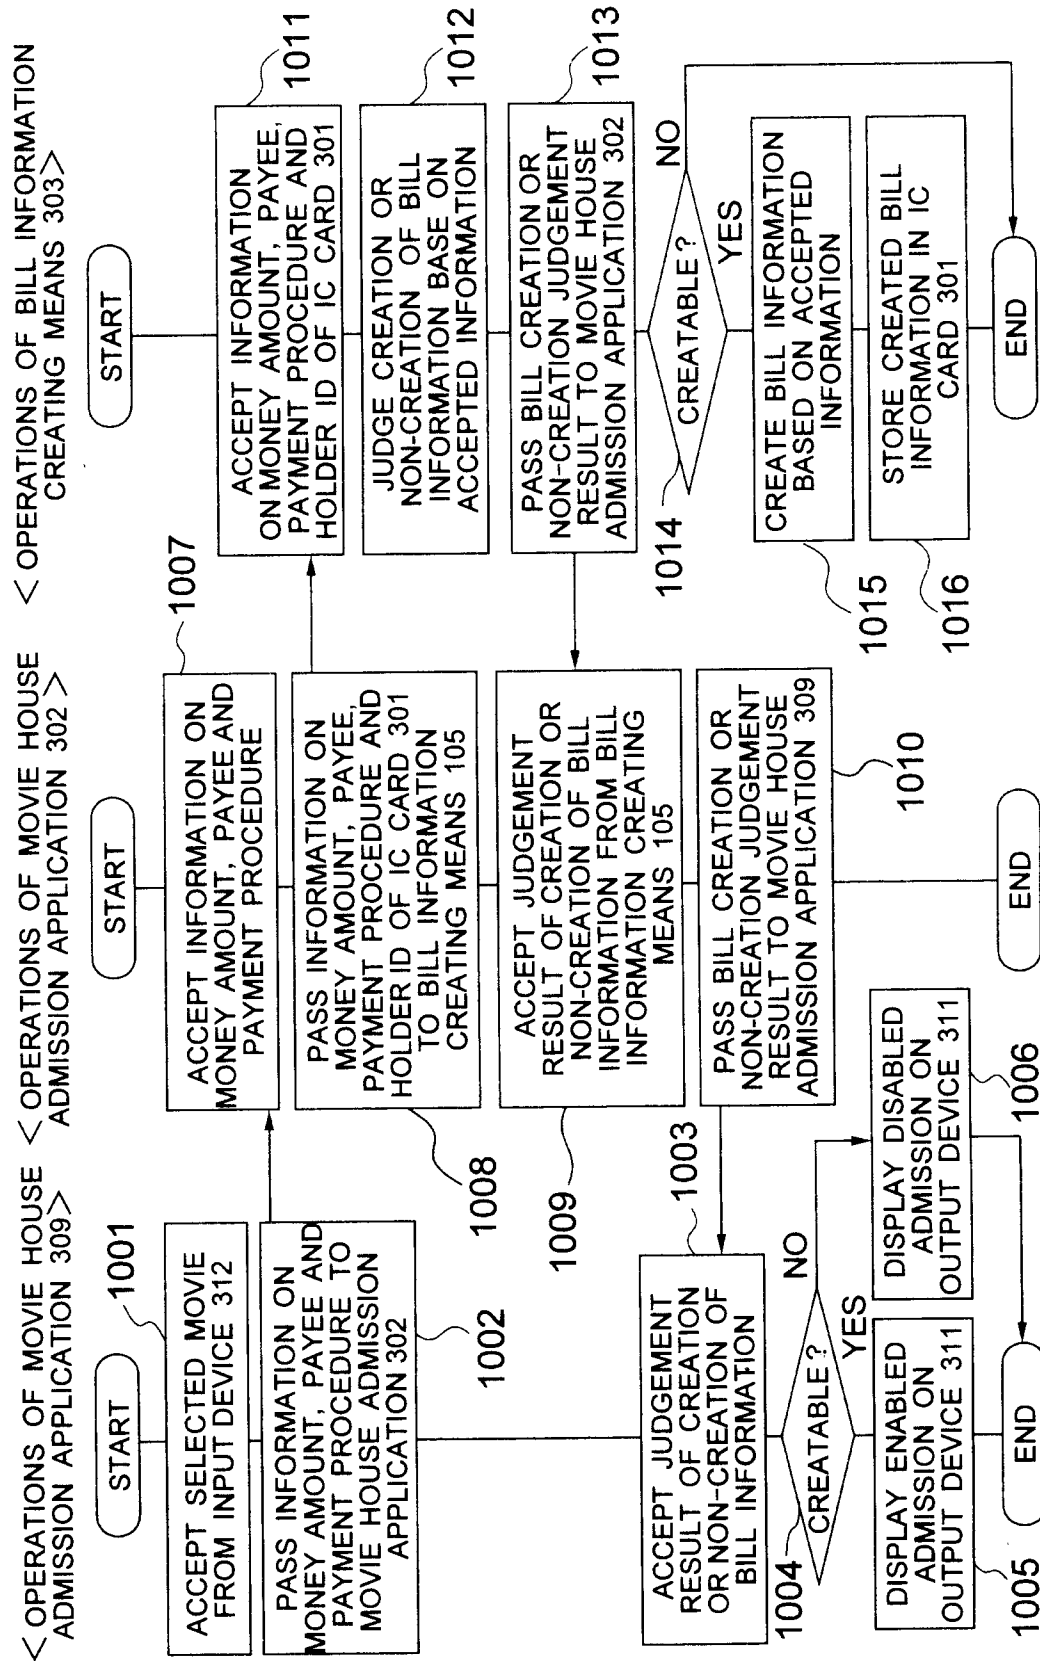 <OPERATIONS OF MOVIE HOUSE
ADMISSION APPLICATION 309>
START
1001
ACCEPT SELECTED MOVIE
FROM INPUT DEVICE 312
PASS INFORMATION ON
MONEY AMOUNT, PAYEE AND
PAYMENT PROCEDURE TO
MOVIE HOUSE ADMISSION
APPLICATION 302
1002
1003
ACCEPT JUDGEMENT
RESULT OF CREATION
OR NON-CREATION OF
BILL INFORMATION
1004
CREATABLE?
NO
YES
DISPLAY ENABLED
ADMISSION ON
OUTPUT DEVICE 311
1005
DISPLAY DISABLED
ADMISSION ON
OUTPUT DEVICE 311
1006
END
<OPERATIONS OF MOVIE HOUSE
ADMISSION APPLICATION 302>
START
1007
ACCEPT INFORMATION ON
MONEY AMOUNT, PAYEE AND
PAYMENT PROCEDURE
PASS INFORMATION ON
MONEY AMOUNT, PAYEE,
PAYMENT PROCEDURE AND
HOLDER ID OF IC CARD 301
TO BILL INFORMATION
CREATING MEANS 105
1008
ACCEPT JUDGEMENT
RESULT OF CREATION OR
NON-CREATION OF BILL
INFORMATION FROM BILL
INFORMATION CREATING
MEANS 105
1009
PASS BILL CREATION OR
NON-CREATION JUDGEMENT
RESULT TO MOVIE HOUSE
ADMISSION APPLICATION 309
1010
END
<OPERATIONS OF BILL INFORMATION
CREATING MEANS 303>
START
1011
ACCEPT INFORMATION
ON MONEY AMOUNT, PAYEE,
PAYMENT PROCEDURE AND
HOLDER ID OF IC CARD 301
1012
JUDGE CREATION OR
NON-CREATION OF BILL
INFORMATION BASE ON
ACCEPTED INFORMATION
1013
PASS BILL CREATION OR
NON-CREATION JUDGEMENT
RESULT TO MOVIE HOUSE
ADMISSION APPLICATION 302
1014
CREATABLE?
NO
YES
CREATE BILL INFORMATION
BASED ON ACCEPTED
INFORMATION
1015
STORE CREATED BILL
INFORMATION IN IC
CARD 301
1016
END